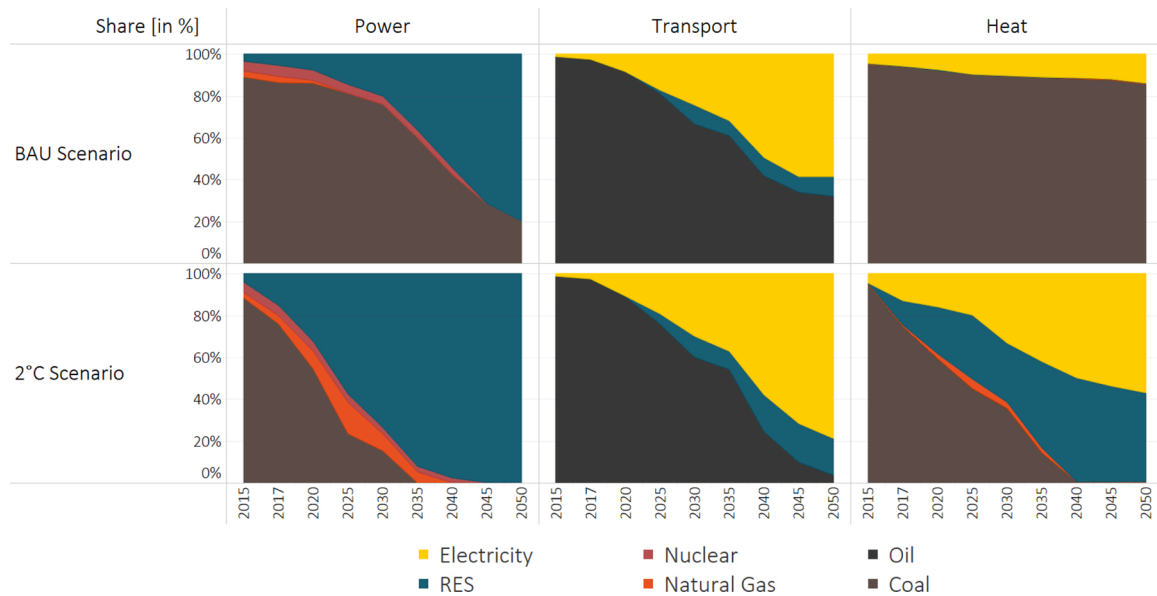 Share [in %] Power Transport Heat
100%
80%
60%
BAU Scenario
40%
20%
0%
100%
80%
60%
2°C Scenario
40%
20%
0%
2015 2017 2020 2025 2030 2035 2040 2045 2050 2015 2017 2020 2025 2030 2035 2040 2045 2050 2015 2017 2020 2025 2030 2035 2040 2045 2050
Electricity Nuclear Oil
RES Natural Gas Coal